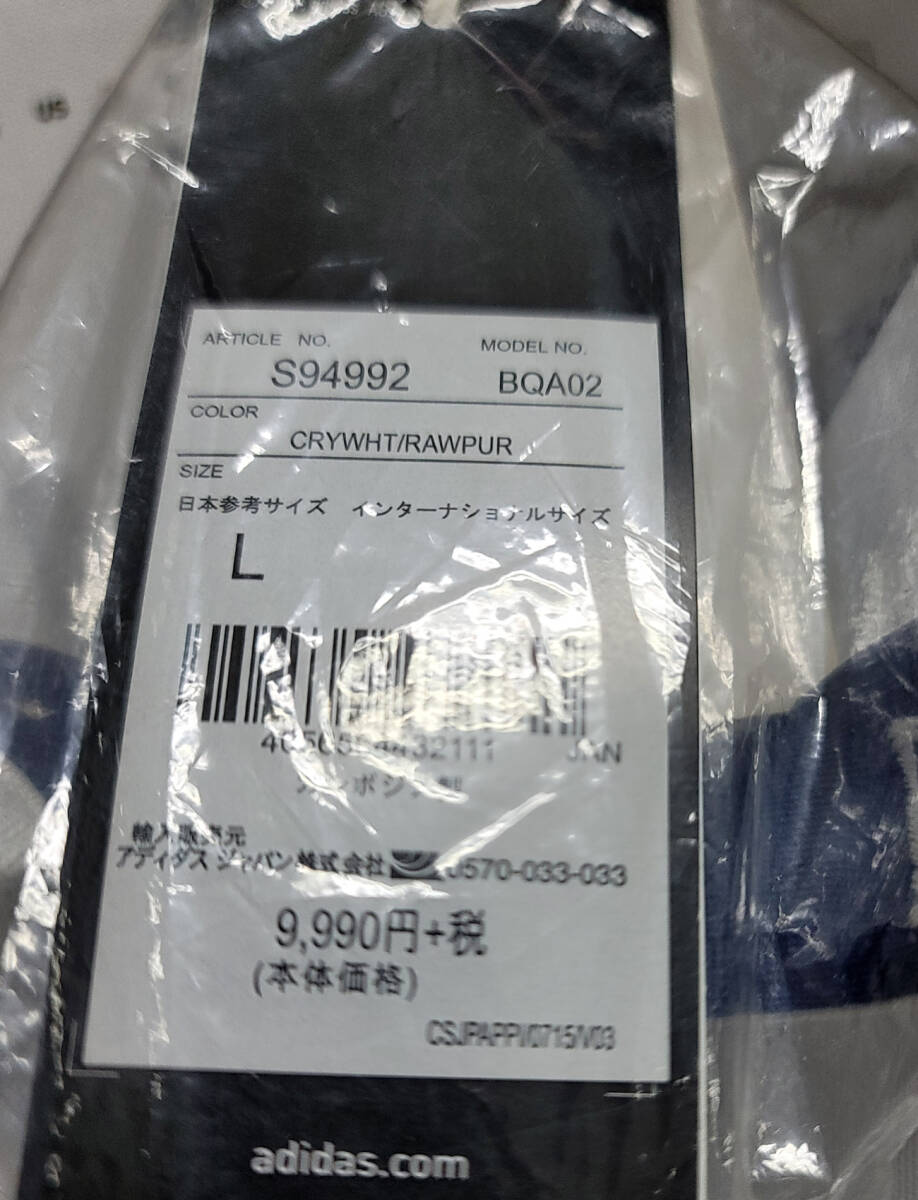 US
ARTICLE NO.
MODEL NO.
S94992
BQA02
COLOR
CRYWHT/RAWPUR
SIZE
日本参考サイズ インターナショナルサイズ
L
JAN
輸入販売元
アディダス ジャパン株式会社 0570-033-033
9,990円+税
(本体価格)
CSJPAPPI/0715/V03
adidas.com